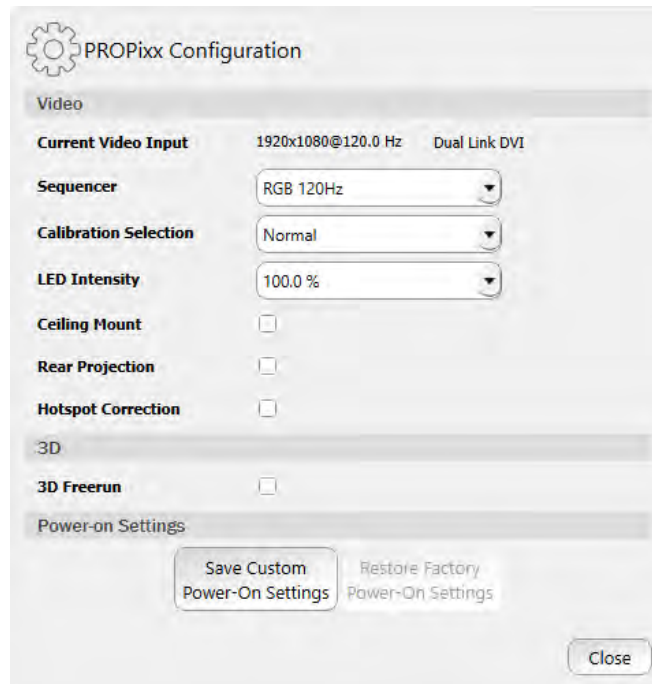 PROPixx Configuration
Video
Current Video Input 1920x1080@120.0 Hz Dual Link DVI
Sequencer RGB 120Hz
Calibration Selection Normal
LED Intensity 100.0 %
Ceiling Mount
Rear Projection
Hotspot Correction
3D
3D Freerun
Power-on Settings
Save Custom Restore Factory
Power-On Settings Power-On Settings
Close